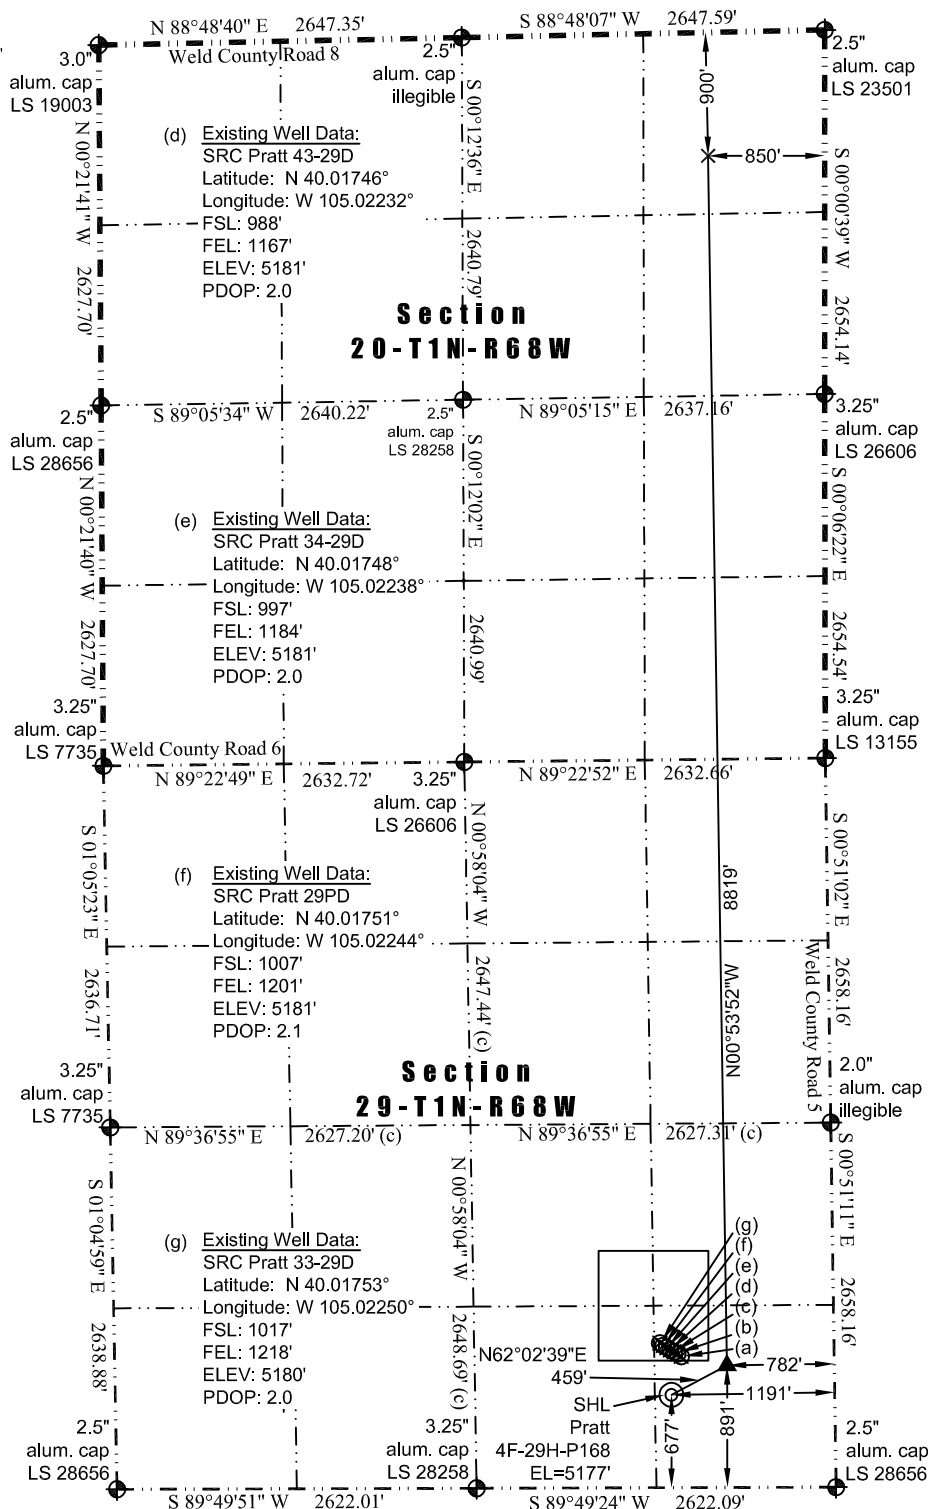 N 88°48'40" E 2647.35'
S 88°48'07" W 2647.59'
Weld County Road 8
3.0"
alum. cap
LS 19003
2.5"
alum. cap
illegible
2.5"
alum. cap
LS 23501
900'
850'
N 00°21'41" W 2627.70'
S 00°12'36" E 2640.79'
S 00°00'39" W 2654.14'
(d) Existing Well Data:
SRC Pratt 43-29D
Latitude: N 40.01746°
Longitude: W 105.02232°
FSL: 988'
FEL: 1167'
ELEV: 5181'
PDOP: 2.0
Section
20-T1N-R68W
S 89°05'34" W 2640.22'
N 89°05'15" E 2637.16'
2.5"
alum. cap
LS 28656
2.5"
alum. cap
LS 28258
3.25"
alum. cap
LS 26606
N 00°21'40" W 2627.70'
S 00°12'02" E 2640.99'
S 00°06'22" E 2654.54'
(e) Existing Well Data:
SRC Pratt 34-29D
Latitude: N 40.01748°
Longitude: W 105.02238°
FSL: 997'
FEL: 1184'
ELEV: 5181'
PDOP: 2.0
3.25"
alum. cap
LS 7735
3.25"
alum. cap
LS 13155
Weld County Road 6
N 89°22'49" E 2632.72'
N 89°22'52" E 2632.66'
3.25"
alum. cap
LS 26606
S 01°05'23" E 2636.71'
N 00°58'04" W 2647.44' (c)
8819'
N00°53'52"W
S 00°51'02" E 2658.16'
Weld County Road 5
(f) Existing Well Data:
SRC Pratt 29PD
Latitude: N 40.01751°
Longitude: W 105.02244°
FSL: 1007'
FEL: 1201'
ELEV: 5181'
PDOP: 2.1
Section
29-T1N-R68W
3.25"
alum. cap
LS 7735
2.0"
alum. cap
illegible
N 89°36'55" E 2627.20' (c)
N 89°36'55" E 2627.31' (c)
S 01°04'59" E 2638.88'
N 00°58'04" W 2648.69' (c)
S 00°51'11" E 2658.16'
(g) Existing Well Data:
SRC Pratt 33-29D
Latitude: N 40.01753°
Longitude: W 105.02250°
FSL: 1017'
FEL: 1218'
ELEV: 5180'
PDOP: 2.0
(g)
(f)
(e)
(d)
(c)
(b)
(a)
N62°02'39"E
459'
782'
1191'
SHL
Pratt
4F-29H-P168
EL=5177'
677'
891'
2.5"
alum. cap
LS 28656
3.25"
alum. cap
LS 28258
2.5"
alum. cap
LS 28656
S 89°49'51" W 2622.01'
S 89°49'24" W 2622.09'